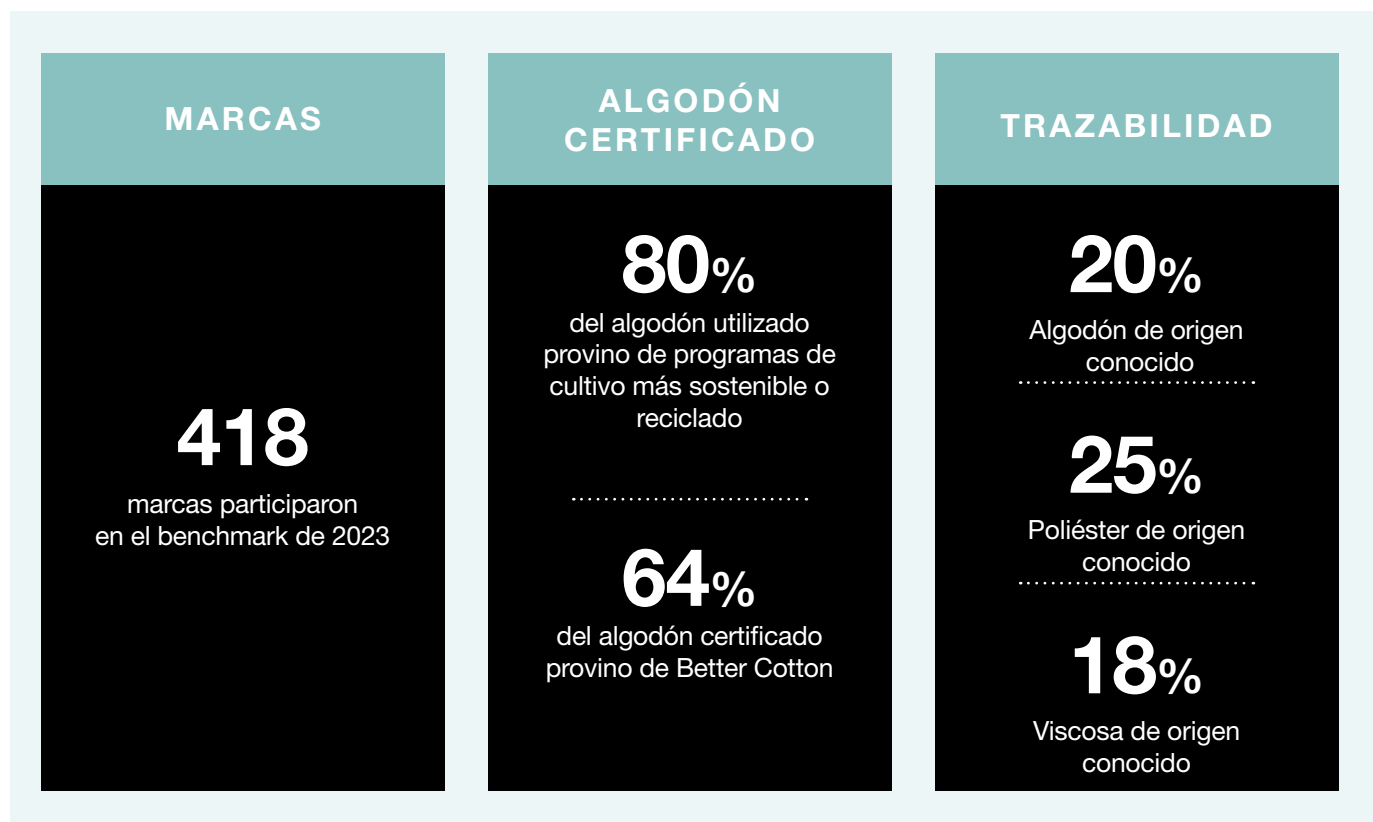 MARCAS
418
marcas participaron
en el benchmark de 2023
ALGODÓN
CERTIFICADO
80%
del algodón utilizado
provino de programas de
cultivo más sostenible o
reciclado
64%
del algodón certificado
provino de Better Cotton
TRAZABILIDAD
20%
Algodón de origen
conocido
25%
Poliéster de origen
conocido
18%
Viscosa de origen
conocido